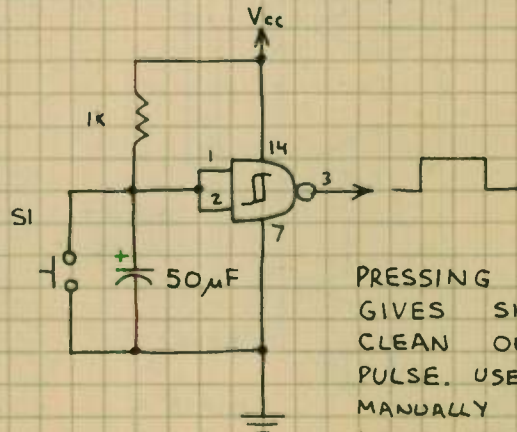 Vcc
1K
1
14
2
3
7
S1
+
50µF
PRESSING
GIVES
CLEAN
PULSE. USE
MANUALLY